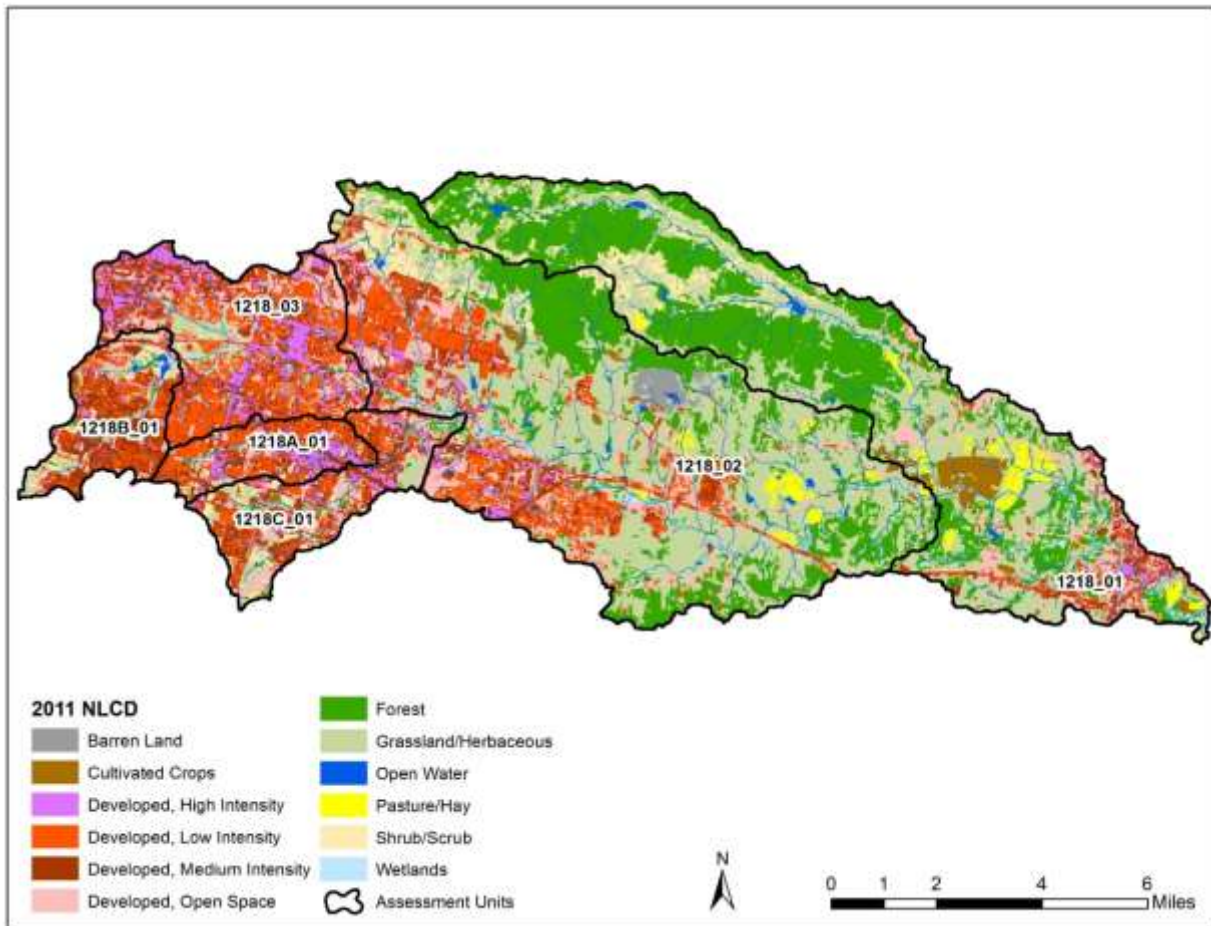 1218_03
1218B_01
1218A_01
1218_02
1218C_01
1218_01
2011 NLCD
Barren Land
Cultivated Crops
Developed, High Intensity
Developed, Low Intensity
Developed, Medium Intensity
Developed, Open Space
Forest
Grassland/Herbaceous
Open Water
Pasture/Hay
Shrub/Scrub
Wetlands
Assessment Units
N
0 1 2 4 6
Miles